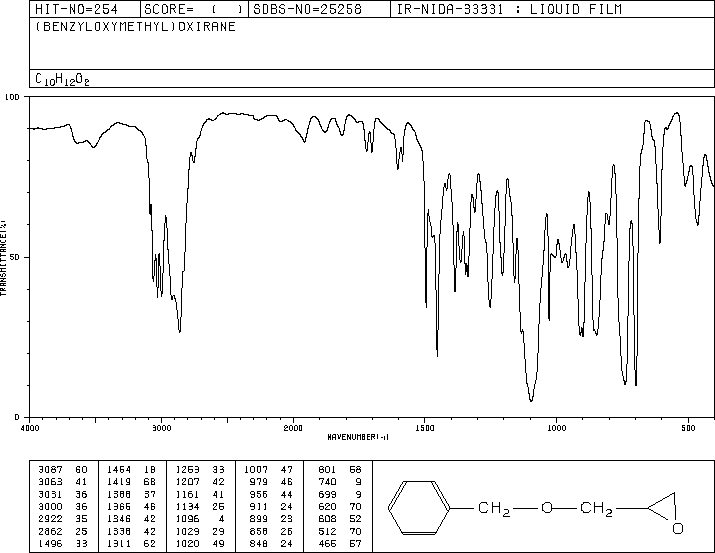 HIT-NO=254 SCORE= ( ) SDBS-NO=25258 IR-NIDA-33331 : LIQUID FILM
(BENZYLOXYMETHYL)OXIRANE
C10H12O2
100
50
0
TRANSMITTANCE(%)
4000 3000 2000 1500 1000 500
WAVENUMBER(-1)
3087 60 1454 18 1253 33 1007 47 801 58
3063 41 1419 68 1207 42 979 46 740 9
3031 36 1388 37 1161 41 955 44 699 9
3000 36 1365 46 1134 25 911 24 620 70
2922 35 1346 42 1096 4 899 23 608 52
2862 25 1338 42 1029 29 858 25 512 70
1496 33 1311 62 1020 49 848 24 465 57
CH2 O CH2
O